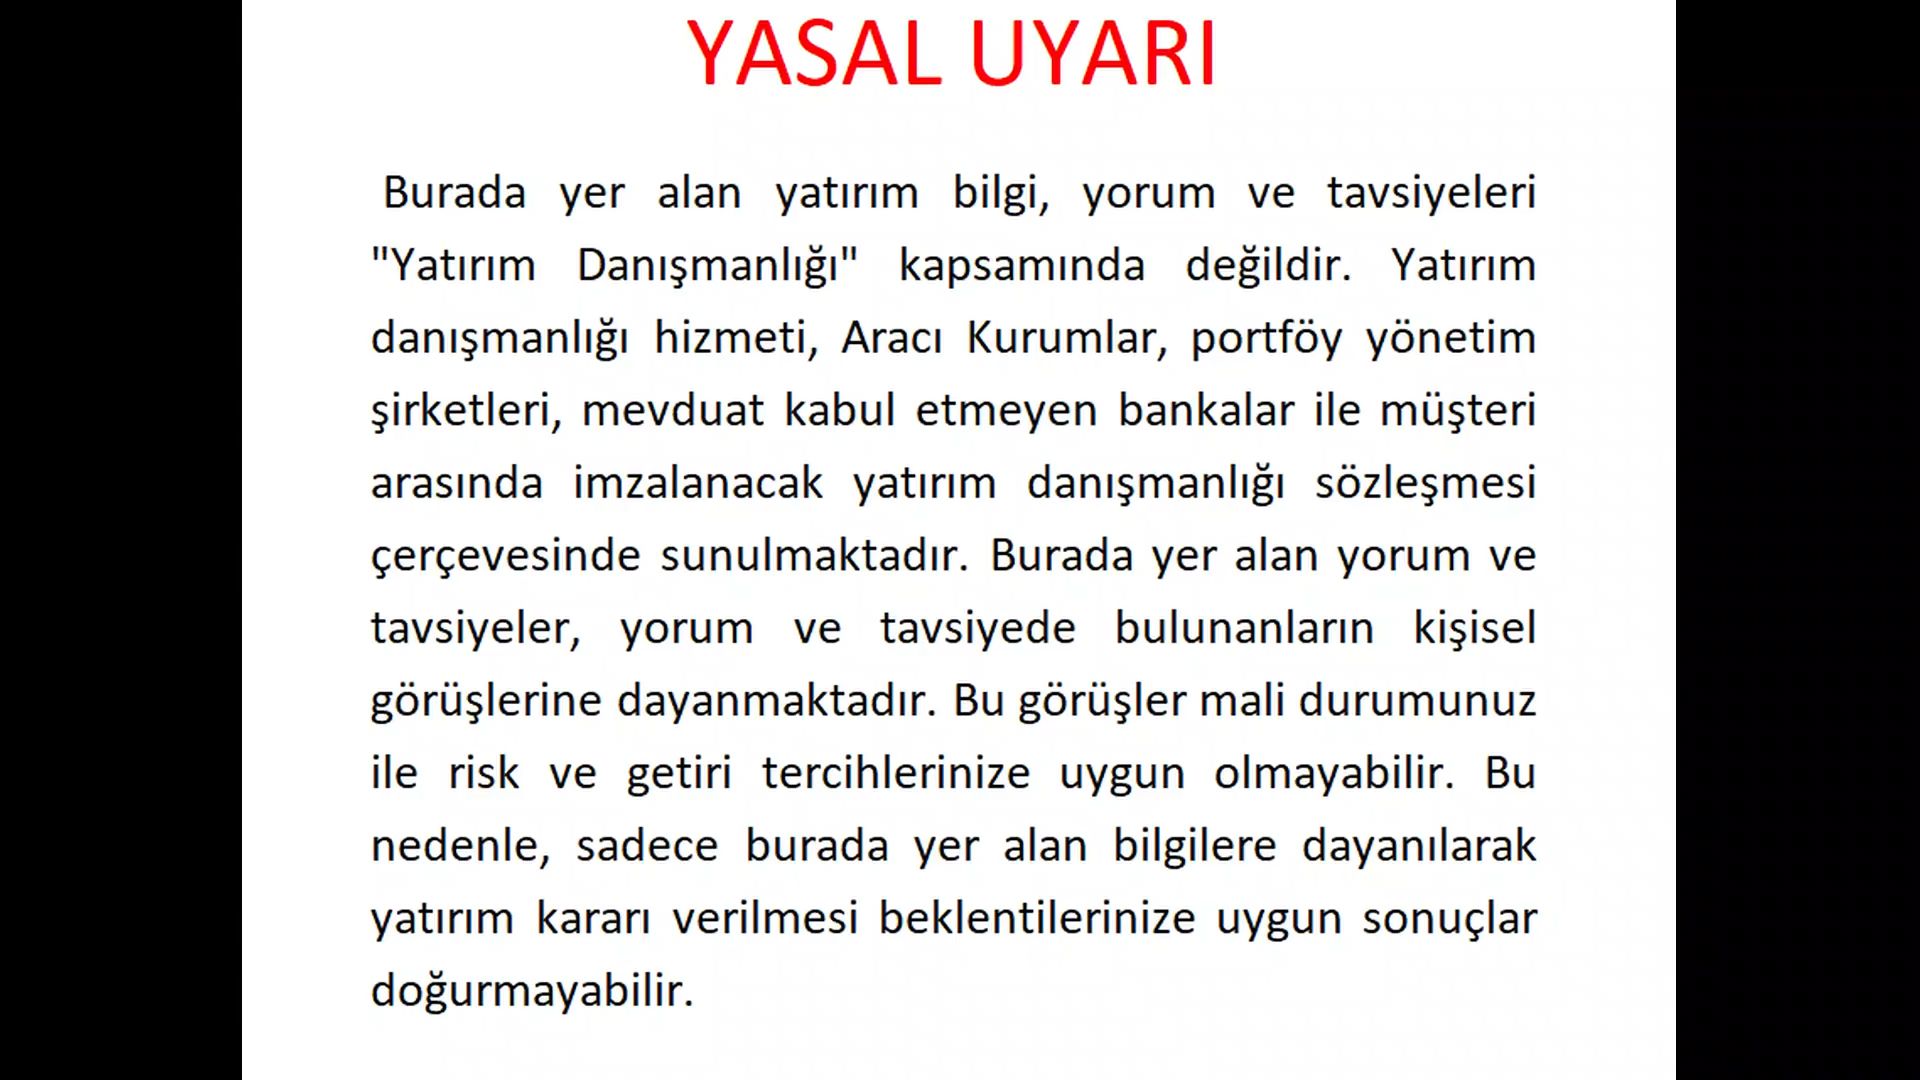 YASAL UYARI
Burada yer alan yatırım bilgi, yorum ve tavsiyeleri
"Yatırım Danışmanlığı" kapsamında değildir. Yatırım
danışmanlığı hizmeti, Aracı Kurumlar, portföy yönetim
şirketleri, mevduat kabul etmeyen bankalar ile müşteri
arasında imzalanacak yatırım danışmanlığı sözleşmesi
çerçevesinde sunulmaktadır. Burada yer alan yorum ve
tavsiyeler, yorum ve tavsiyede bulunanların kişisel
görüşlerine dayanmaktadır. Bu görüşler mali durumunuz
ile risk ve getiri tercihlerinize uygun olmayabilir. Bu
nedenle, sadece burada yer alan bilgilere dayanılarak
yatırım kararı verilmesi beklentilerinize uygun sonuçlar
doğurmayabilir.